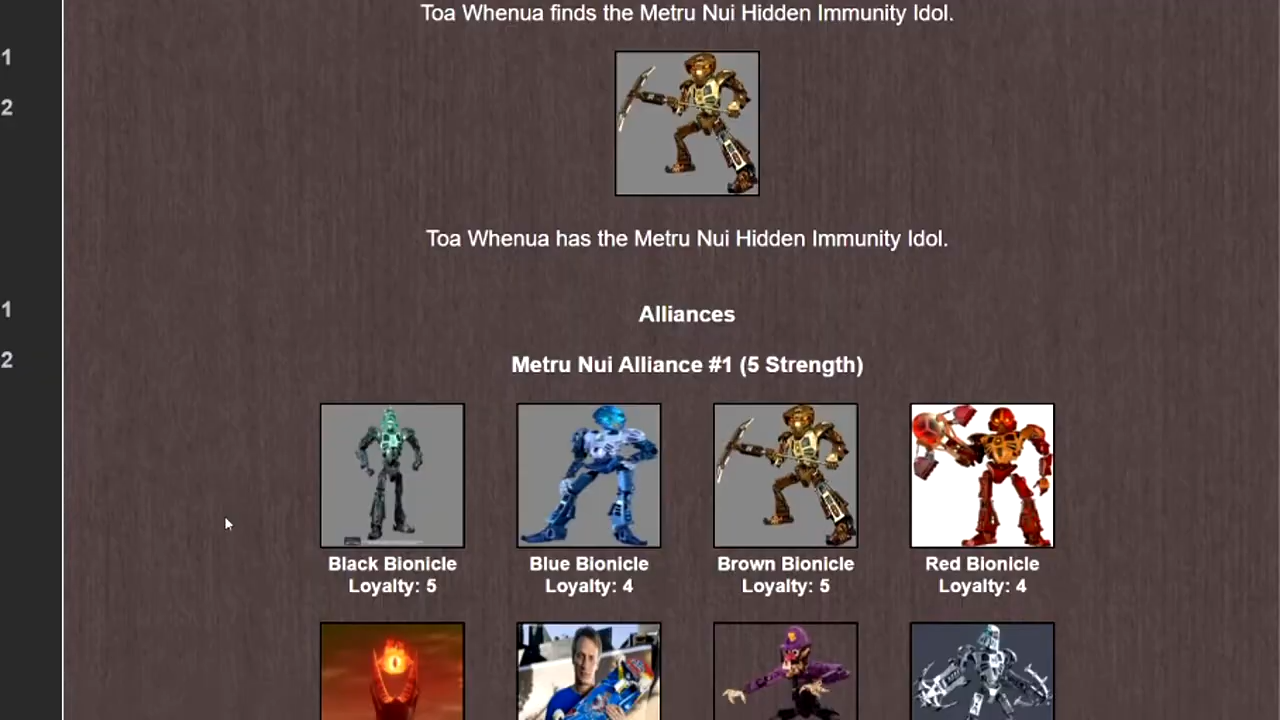 Toa Whenua finds the Metru Nui Hidden Immunity Idol.
1
2
Toa Whenua has the Metru Nui Hidden Immunity Idol.
1
Alliances
2
Metru Nui Alliance #1 (5 Strength)
Black Bionicle
Loyalty: 5
Blue Bionicle
Loyalty: 4
Brown Bionicle
Loyalty: 5
Red Bionicle
Loyalty: 4